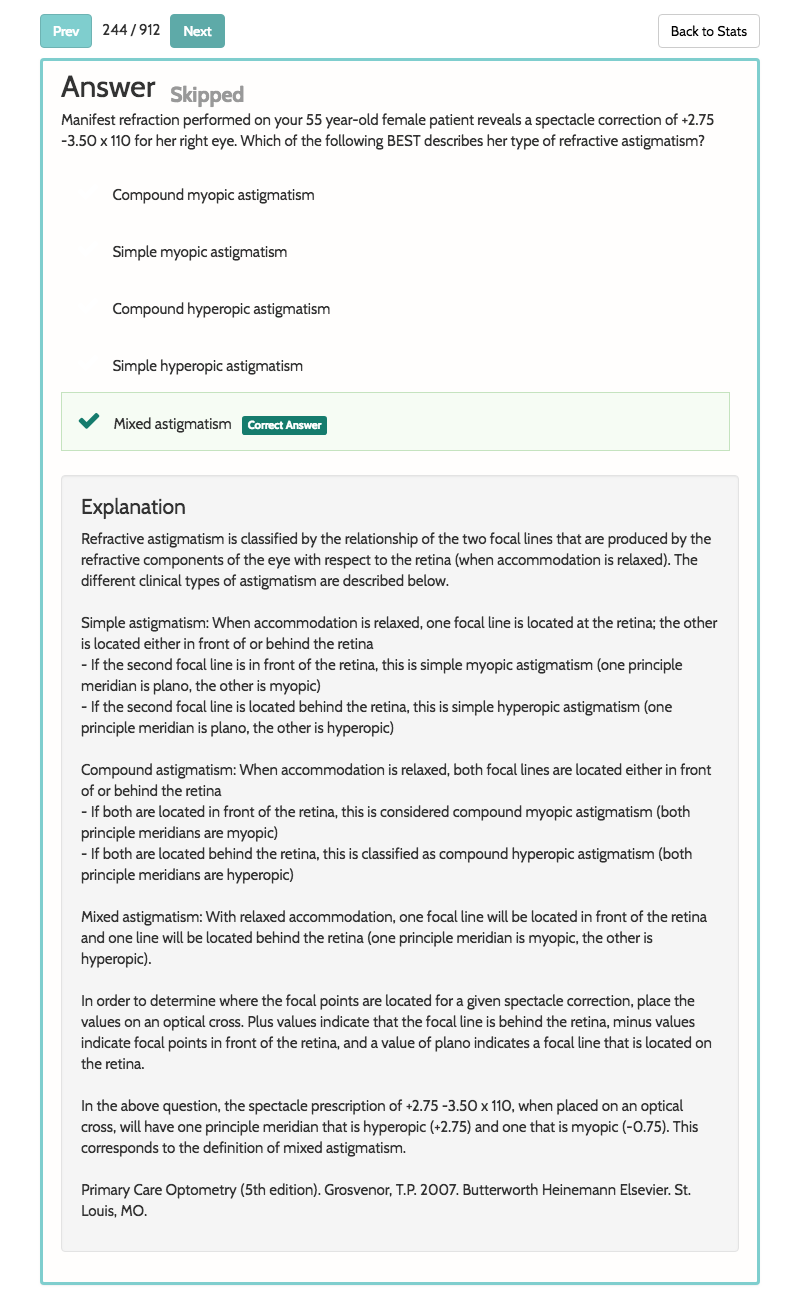 Prev 244 / 912 Next Back to Stats
Answer Skipped
Manifest refraction performed on your 55 year-old female patient reveals a spectacle correction of +2.75
-3.50 x 110 for her right eye. Which of the following BEST describes her type of refractive astigmatism?
Compound myopic astigmatism
Simple myopic astigmatism
Compound hyperopic astigmatism
Simple hyperopic astigmatism
Mixed astigmatism Correct Answer
Explanation
Refractive astigmatism is classified by the relationship of the two focal lines that are produced by the
refractive components of the eye with respect to the retina (when accommodation is relaxed). The
different clinical types of astigmatism are described below.
Simple astigmatism: When accommodation is relaxed, one focal line is located at the retina; the other
is located either in front of or behind the retina
- If the second focal line is in front of the retina, this is simple myopic astigmatism (one principle
meridian is plano, the other is myopic)
- If the second focal line is located behind the retina, this is simple hyperopic astigmatism (one
principle meridian is plano, the other is hyperopic)
Compound astigmatism: When accommodation is relaxed, both focal lines are located either in front
of or behind the retina
- If both are located in front of the retina, this is considered compound myopic astigmatism (both
principle meridians are myopic)
- If both are located behind the retina, this is classified as compound hyperopic astigmatism (both
principle meridians are hyperopic)
Mixed astigmatism: With relaxed accommodation, one focal line will be located in front of the retina
and one line will be located behind the retina (one principle meridian is myopic, the other is
hyperopic).
In order to determine where the focal points are located for a given spectacle correction, place the
values on an optical cross. Plus values indicate that the focal line is behind the retina, minus values
indicate focal points in front of the retina, and a value of plano indicates a focal line that is located on
the retina.
In the above question, the spectacle prescription of +2.75 -3.50 x 110, when placed on an optical
cross, will have one principle meridian that is hyperopic (+2.75) and one that is myopic (-0.75). This
corresponds to the definition of mixed astigmatism.
Primary Care Optometry (5th edition). Grosvenor, T.P. 2007. Butterworth Heinemann Elsevier. St.
Louis, MO.